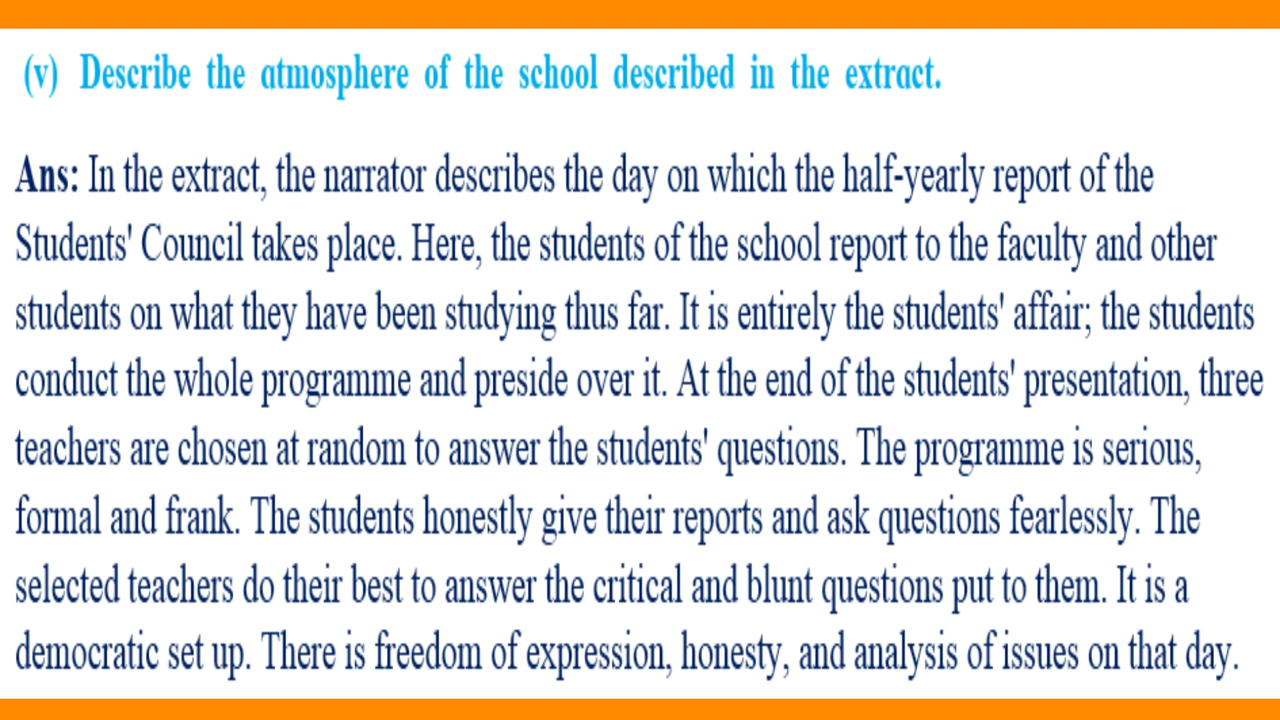 (v) Describe the atmosphere of the school described in the extract.
Ans: In the extract, the narrator describes the day on which the half-yearly report of the
Students' Council takes place. Here, the students of the school report to the faculty and other
students on what they have been studying thus far. It is entirely the students' affair; the students
conduct the whole programme and preside over it. At the end of the students' presentation, three
teachers are chosen at random to answer the students' questions. The programme is serious,
formal and frank. The students honestly give their reports and ask questions fearlessly. The
selected teachers do their best to answer the critical and blunt questions put to them. It is a
democratic set up. There is freedom of expression, honesty, and analysis of issues on that day.